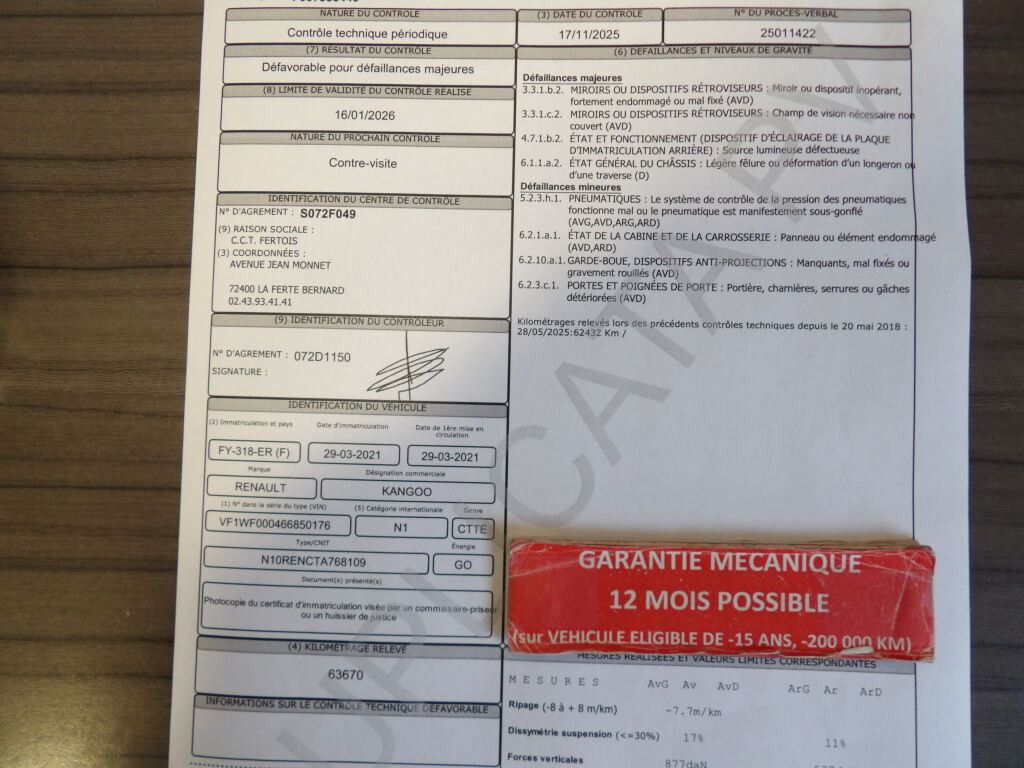 NATURE DU CONTRÔLE
Contrôle technique périodique
(3) DATE DU CONTRÔLE
17/11/2025
N° DU PROCES-VERBAL
25011422
(7) RÉSULTAT DU CONTRÔLE
Défavorable pour défaillances majeures
(8) LIMITE DE VALIDITÉ DU CONTRÔLE RÉALISÉ
16/01/2026
NATURE DU PROCHAIN CONTRÔLE
Contre-visite
IDENTIFICATION DU CENTRE DE CONTRÔLE
N° D'AGREMENT : S072F049
(9) RAISON SOCIALE :
C.C.T. FERTOIS
(3) COORDONNÉES :
AVENUE JEAN MONNET
72400 LA FERTE BERNARD
02.43.93.41.41
(9) IDENTIFICATION DU CONTRÔLEUR
N° D'AGREMENT : 072D1150
SIGNATURE :
IDENTIFICATION DU VÉHICULE
(2) Immatriculation et pays
Date d'immatriculation
Date de 1ère mise en
circulation
FY-318-ER (F)
29-03-2021
29-03-2021
Marque
Désignation commerciale
RENAULT
KANGOO
(1) N° dans la série du type (VIN)
(5) Catégorie internationale
Genre
VF1WF000466850176
N1
CTTE
Type/CNIT
Énergie
N10RENCTA768109
GO
Document(s) présenté(s)
Photocopie du certificat d'immatriculation visée par un commissaire-priseur
ou un huissier de justice
(4) KILOMÉTRAGE RELEVÉ
63670
INFORMATIONS SUR LE CONTRÔLE TECHNIQUE DÉFAVORABLE
(6) DÉFAILLANCES ET NIVEAUX DE GRAVITÉ
Défaillances majeures
3.3.1.b.2. MIROIRS OU DISPOSITIFS RÉTROVISEURS : Miroir ou dispositif inopérant,
fortement endommagé ou mal fixé (AVD)
3.3.1.c.2. MIROIRS OU DISPOSITIFS RÉTROVISEURS : Champ de vision nécessaire non
couvert (AVD)
4.7.1.b.2. ÉTAT ET FONCTIONNEMENT (DISPOSITIF D'ÉCLAIRAGE DE LA PLAQUE
D'IMMATRICULATION ARRIÈRE) : Source lumineuse défectueuse
6.1.1.a.2. ÉTAT GÉNÉRAL DU CHÂSSIS : Légère fêlure ou déformation d'un longeron ou
d'une traverse (D)
Défaillances mineures
5.2.3.h.1. PNEUMATIQUES : Le système de contrôle de la pression des pneumatiques
fonctionne mal ou le pneumatique est manifestement sous-gonflé
(AVG,AVD,ARG,ARD)
6.2.1.a.1. ÉTAT DE LA CABINE ET DE LA CARROSSERIE : Panneau ou élément endommagé
(AVD,ARD)
6.2.10.a.1. GARDE-BOUE, DISPOSITIFS ANTI-PROJECTIONS : Manquants, mal fixés ou
gravement rouillés (AVD)
6.2.3.c.1. PORTES ET POIGNÉES DE PORTE : Portière, charnières, serrures ou gâches
détériorées (AVD)
Kilométrages relevés lors des précédents contrôles techniques depuis le 20 mai 2018 :
28/05/2025:62432 Km /
GARANTIE MECANIQUE
12 MOIS POSSIBLE
(sur VEHICULE ELIGIBLE DE -15 ANS, -200 000 KM)
MESURES RÉALISÉES ET VALEURS LIMITES CORRESPONDANTES
MESURES AvG Av AvD ArG Ar ArD
Ripage (-8 à + 8 m/km) -7.7m/km
Dissymétrie suspension (<=30%) 17% 11%
Forces verticales 877daN
DUPLICATA PV